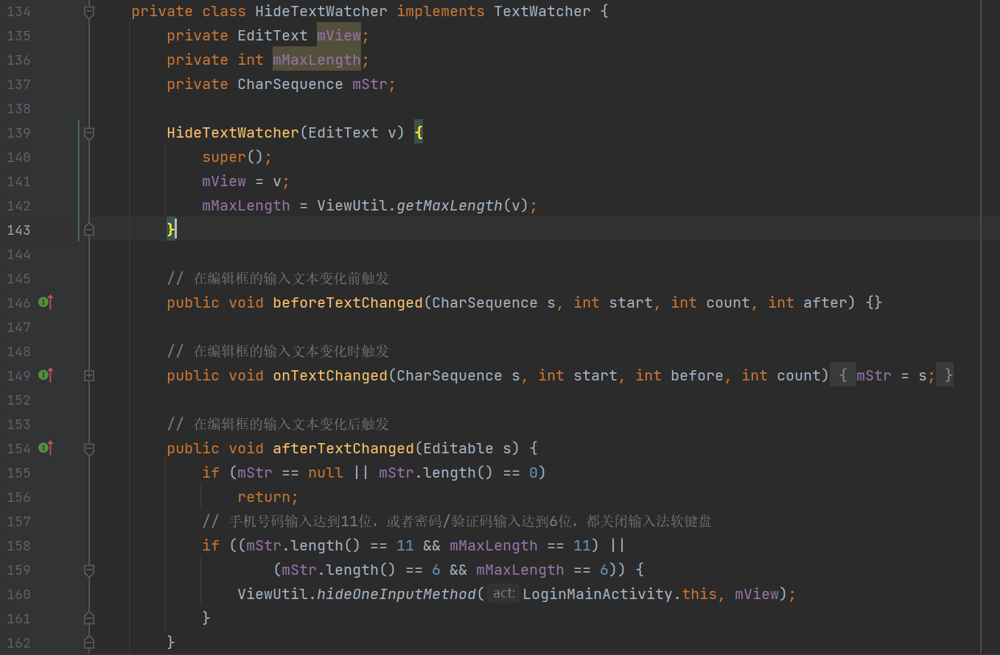 134 private class HideTextWatcher implements TextWatcher {
135 private EditText mView;
136 private int mMaxLength;
137 private CharSequence mStr;
138
139 HideTextWatcher(EditText v) {
140 super();
141 mView = v;
142 mMaxLength = ViewUtil.getMaxLength(v);
143 }
144
145 // 在编辑框的输入文本变化前触发
146 public void beforeTextChanged(CharSequence s, int start, int count, int after) {}
147
148 // 在编辑框的输入文本变化时触发
149 public void onTextChanged(CharSequence s, int start, int before, int count) { mStr = s; }
152
153 // 在编辑框的输入文本变化后触发
154 public void afterTextChanged(Editable s) {
155 if (mStr == null || mStr.length() == 0)
156 return;
157 // 手机号码输入达到11位，或者密码/验证码输入达到6位，都关闭输入法软键盘
158 if ((mStr.length() == 11 && mMaxLength == 11) ||
159 (mStr.length() == 6 && mMaxLength == 6)) {
160 ViewUtil.hideOneInputMethod( act: LoginMainActivity.this, mView);
161 }
162 }